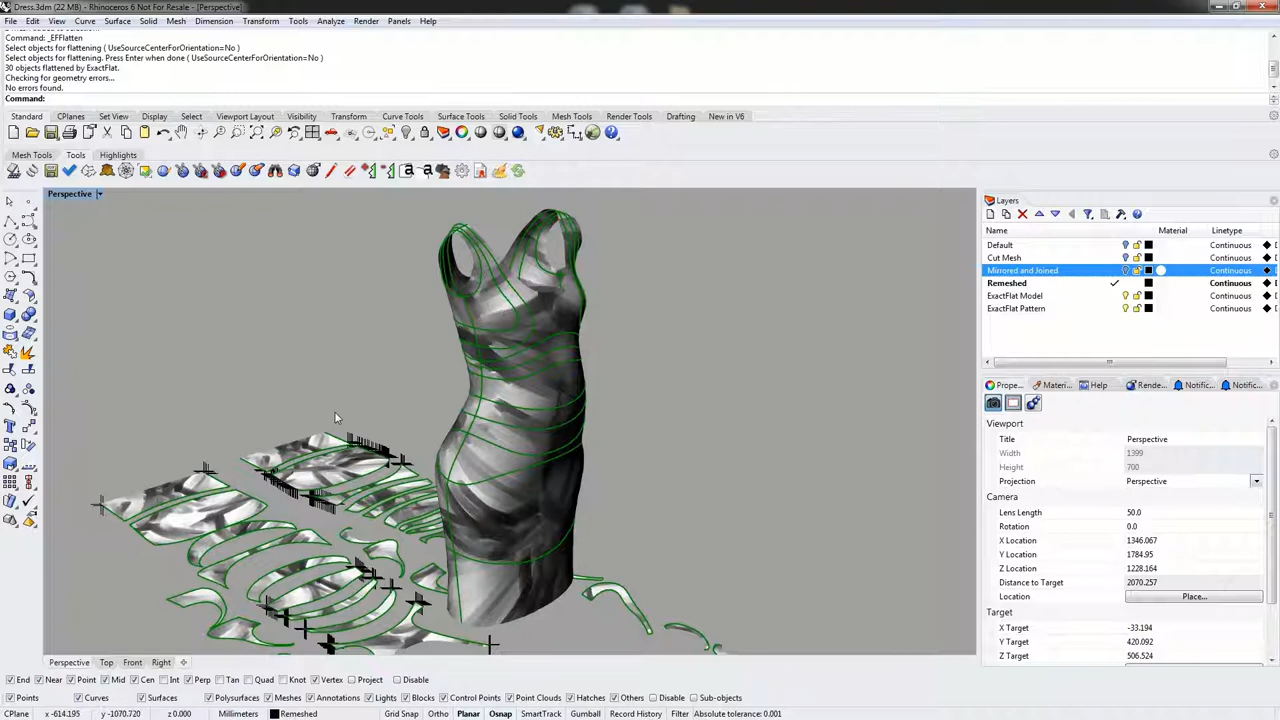 Dress.3dm (22 MB) - Rhinoceros 6 Not For Resale - [Perspective]
File Edit View Curve Surface Solid Mesh Dimension Transform Tools Analyze Render Panels Help
Command: _EFFlatten
Select objects for flattening ( UseSourceCenterForOrientation=No )
Select objects for flattening. Press Enter when done ( UseSourceCenterForOrientation=No )
30 objects flattened by ExactFlat.
Checking for geometry errors...
No errors found.
Command:
Standard CPlanes Set View Display Select Viewport Layout Visibility Transform Curve Tools Surface Tools Solid Tools Mesh Tools Render Tools Drafting New in V6
Mesh Tools Tools Highlights
Perspective
Layers
Name Material Linetype
Default Continuous
Cut Mesh Continuous
Mirrored and Joined Continuous
Remeshed Continuous
ExactFlat Model Continuous
ExactFlat Pattern Continuous
Prope... Materi... Help Rende... Notific... Notific...
Viewport
Title Perspective
Width 1399
Height 700
Projection Perspective
Camera
Lens Length 50.0
Rotation 0.0
X Location 1346.067
Y Location 1784.95
Z Location 1228.164
Distance to Target 2070.257
Location Place...
Target
X Target -33.194
Y Target 420.092
Z Target 506.524
Perspective Top Front Right
End Near Point Mid Cen Int Perp Tan Quad Knot Vertex Project Disable
Points Curves Surfaces Polysurfaces Meshes Annotations Lights Blocks Control Points Point Clouds Hatches Others Disable Sub-objects
CPlane x -614.195 y -1070.720 z 0.000 Millimeters Remeshed Grid Snap Ortho Planar Osnap SmartTrack Gumball Record History Filter Absolute tolerance: 0.001